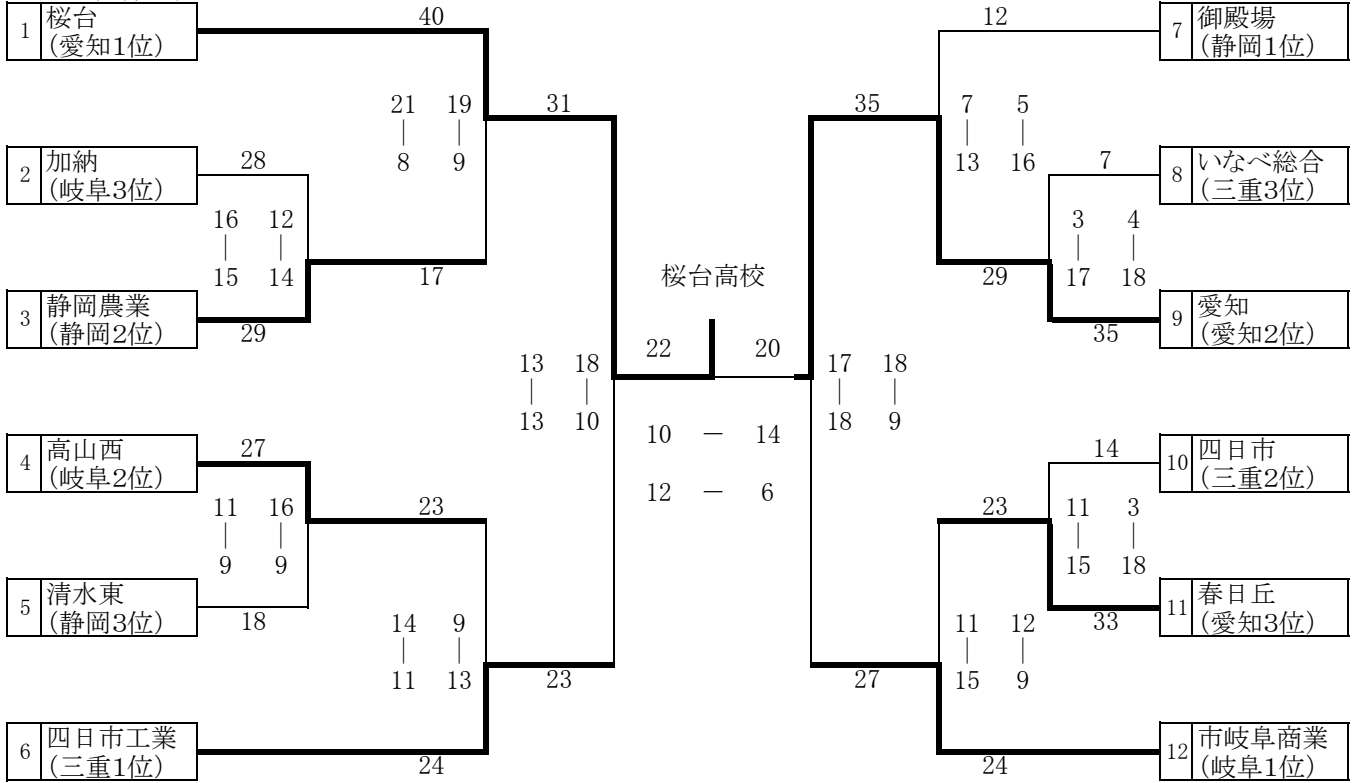 40
12
1 桜台
(愛知1位)
7 御殿場
(静岡1位)
21 19
| |
8 9
31
35
7 5
| |
13 16
2 加納
(岐阜3位)
28
7
8 いなべ総合
(三重3位)
16 12
| |
15 14
3 4
| |
17 18
17
桜台高校
29
3 静岡農業
(静岡2位)
29
35
9 愛知
(愛知2位)
22 20
13 18
| |
13 10
17 18
| |
18 9
10 － 14
12 － 6
4 高山西
(岐阜2位)
27
14
10 四日市
(三重2位)
11 16
| |
9 9
23
23
11 3
| |
15 18
5 清水東
(静岡3位)
18
33
11 春日丘
(愛知3位)
14 9
| |
11 13
23
27
11 12
| |
15 9
6 四日市工業
(三重1位)
24
24
12 市岐阜商業
(岐阜1位)